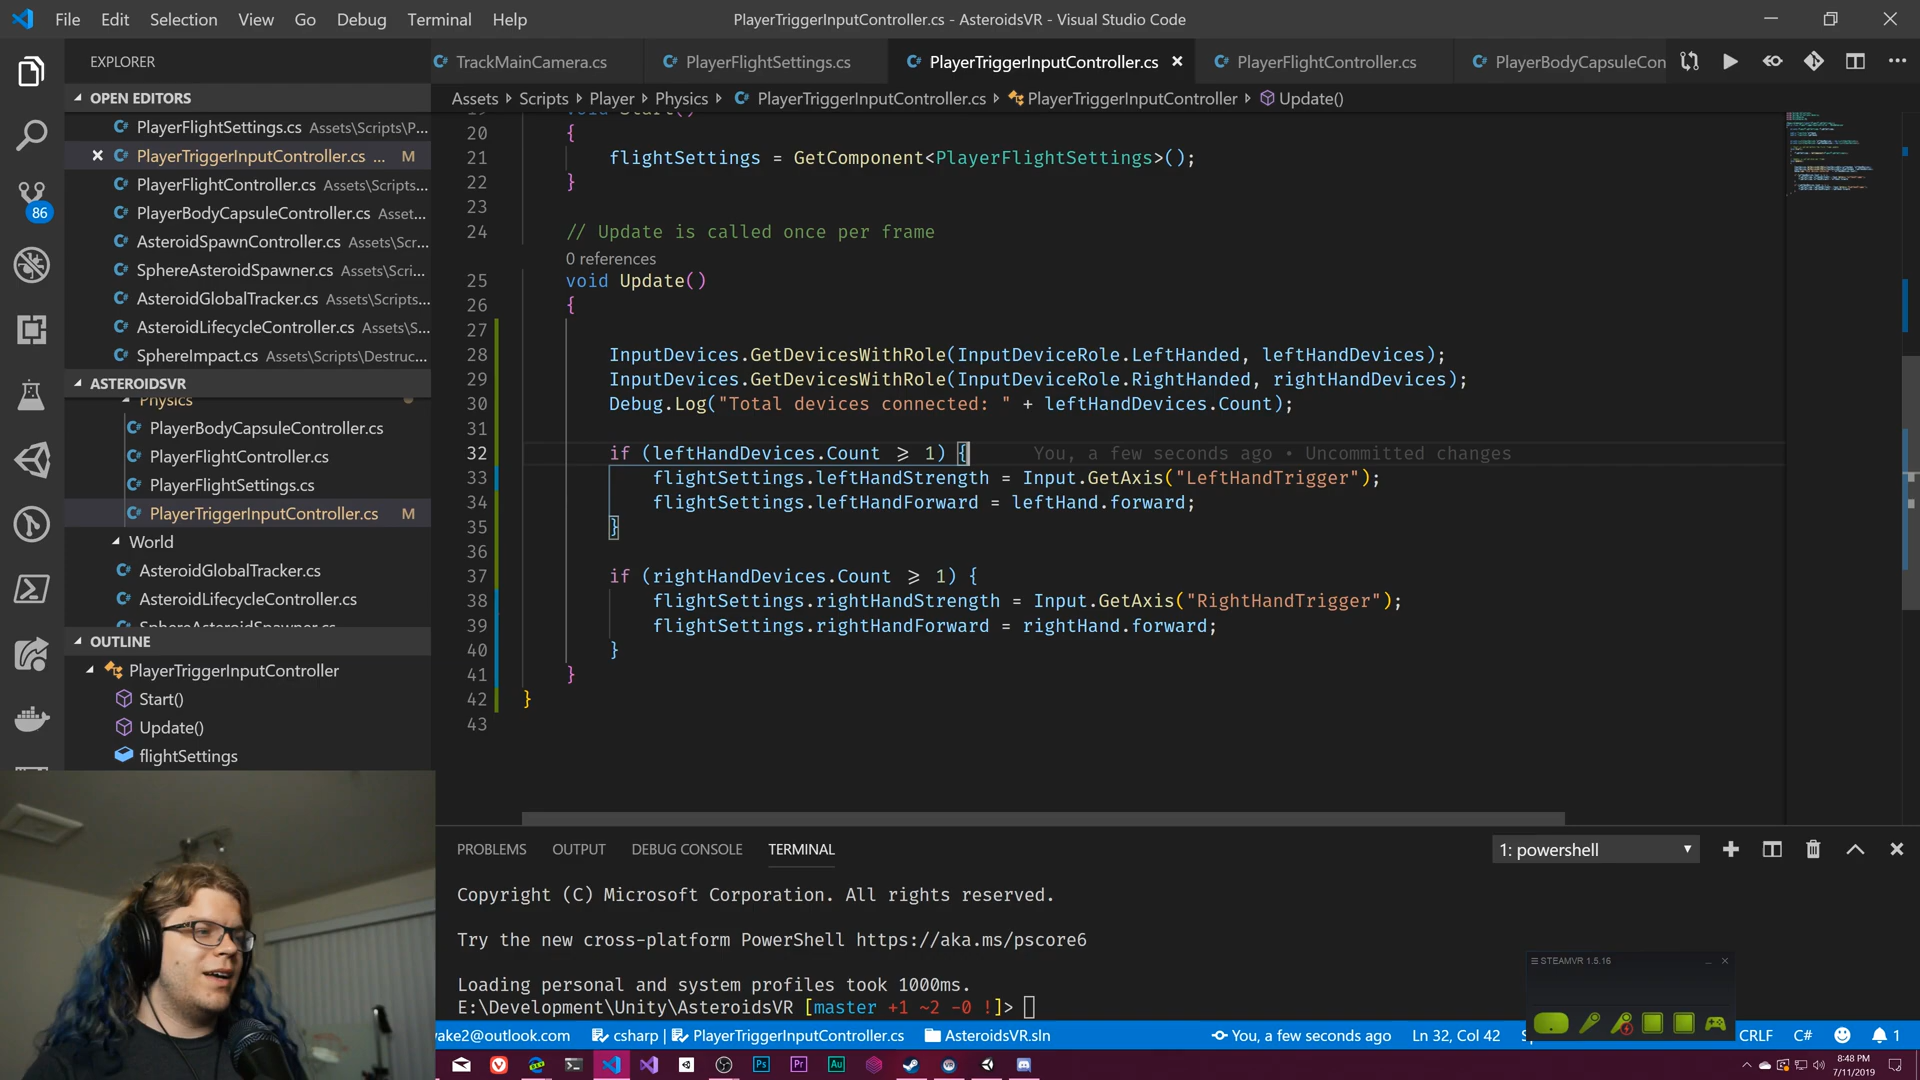 File Edit Selection View Go Debug Terminal Help
PlayerTriggerInputController.cs - AsteroidsVR - Visual Studio Code
EXPLORER
OPEN EDITORS
PlayerFlightSettings.cs Assets\Scripts\P...
PlayerTriggerInputController.cs ... M
PlayerFlightController.cs Assets\Scripts...
PlayerBodyCapsuleController.cs Asset...
AsteroidSpawnController.cs Assets\Scr...
SphereAsteroidSpawner.cs Assets\Scri...
AsteroidGlobalTracker.cs Assets\Scripts...
AsteroidLifecycleController.cs Assets\S...
SphereImpact.cs Assets\Scripts\Destruc...
86
ASTEROIDSVR
Physics
PlayerBodyCapsuleController.cs
PlayerFlightController.cs
PlayerFlightSettings.cs
PlayerTriggerInputController.cs M
World
AsteroidGlobalTracker.cs
AsteroidLifecycleController.cs
SphereAsteroidSpawner.cs
OUTLINE
PlayerTriggerInputController
Start()
Update()
flightSettings
TrackMainCamera.cs PlayerFlightSettings.cs PlayerTriggerInputController.cs PlayerFlightController.cs PlayerBodyCapsuleCon
Assets > Scripts > Player > Physics > PlayerTriggerInputController.cs > PlayerTriggerInputController > Update()
19 void Start()
20 {
21 flightSettings = GetComponent<PlayerFlightSettings>();
22 }
23
24 // Update is called once per frame
0 references
25 void Update()
26 {
27
28 InputDevices.GetDevicesWithRole(InputDeviceRole.LeftHanded, leftHandDevices);
29 InputDevices.GetDevicesWithRole(InputDeviceRole.RightHanded, rightHandDevices);
30 Debug.Log("Total devices connected: " + leftHandDevices.Count);
31
32 if (leftHandDevices.Count ⩾ 1) { You, a few seconds ago • Uncommitted changes
33 flightSettings.leftHandStrength = Input.GetAxis("LeftHandTrigger");
34 flightSettings.leftHandForward = leftHand.forward;
35 }
36
37 if (rightHandDevices.Count ⩾ 1) {
38 flightSettings.rightHandStrength = Input.GetAxis("RightHandTrigger");
39 flightSettings.rightHandForward = rightHand.forward;
40 }
41 }
42 }
43
PROBLEMS OUTPUT DEBUG CONSOLE TERMINAL 1: powershell
Copyright (C) Microsoft Corporation. All rights reserved.
Try the new cross-platform PowerShell https://aka.ms/pscore6
Loading personal and system profiles took 1000ms.
E:\Development\Unity\AsteroidsVR [master +1 ~2 -0 !]>
STEAMVR 1.5.16
wake2@outlook.com csharp | PlayerTriggerInputController.cs AsteroidsVR.sln You, a few seconds ago Ln 32, Col 42 CRLF C# 1
8:48 PM
7/11/2019